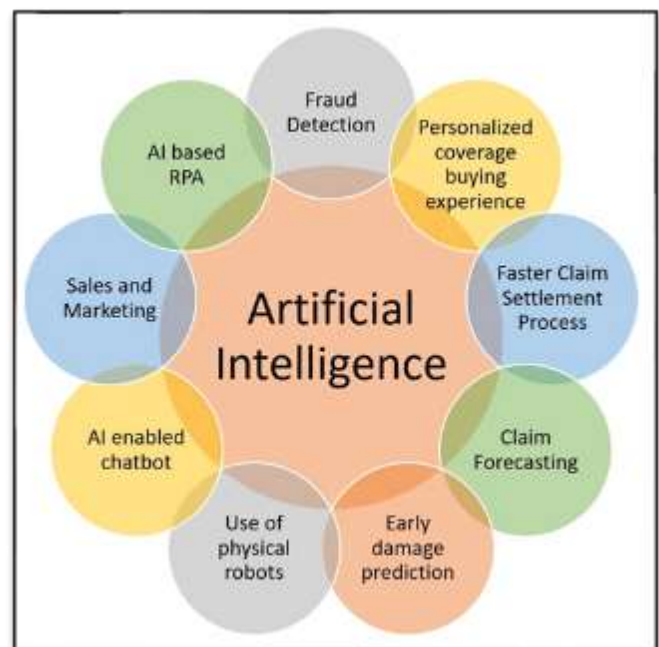 Fraud
Detection
Personalized
coverage
buying
experience
Faster Claim
Settlement
Process
Claim
Forecasting
Early
damage
prediction
Use of
physical
robots
AI enabled
chatbot
Sales and
Marketing
AI based
RPA
Artificial
Intelligence